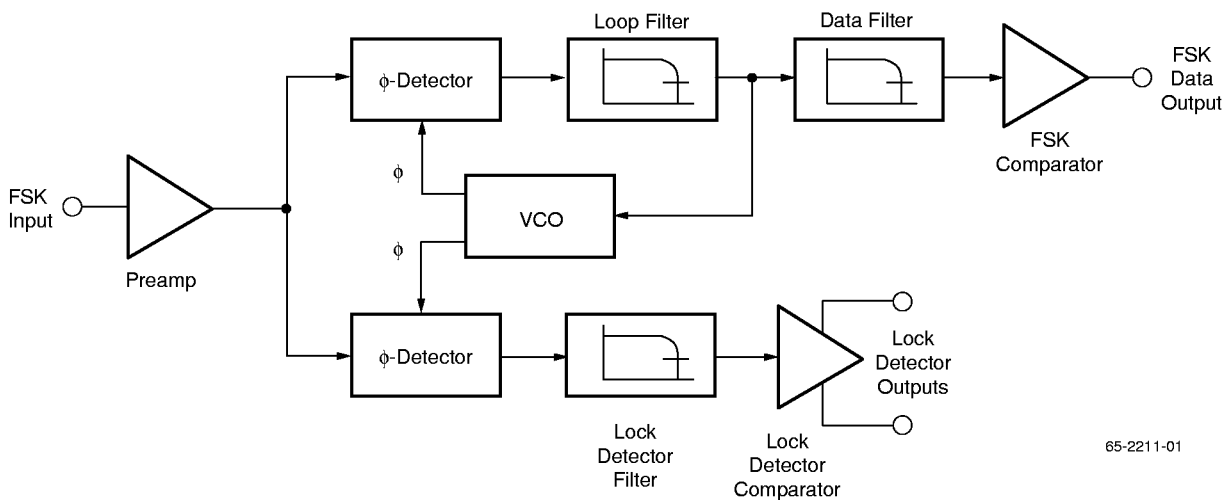 Loop Filter
Data Filter
ϕ-Detector
FSK
Data
Output
FSK
Comparator
ϕ
FSK
Input
VCO
ϕ
Preamp
ϕ-Detector
Lock
Detector
Outputs
Lock
Detector
Filter
Lock
Detector
Comparator
65-2211-01